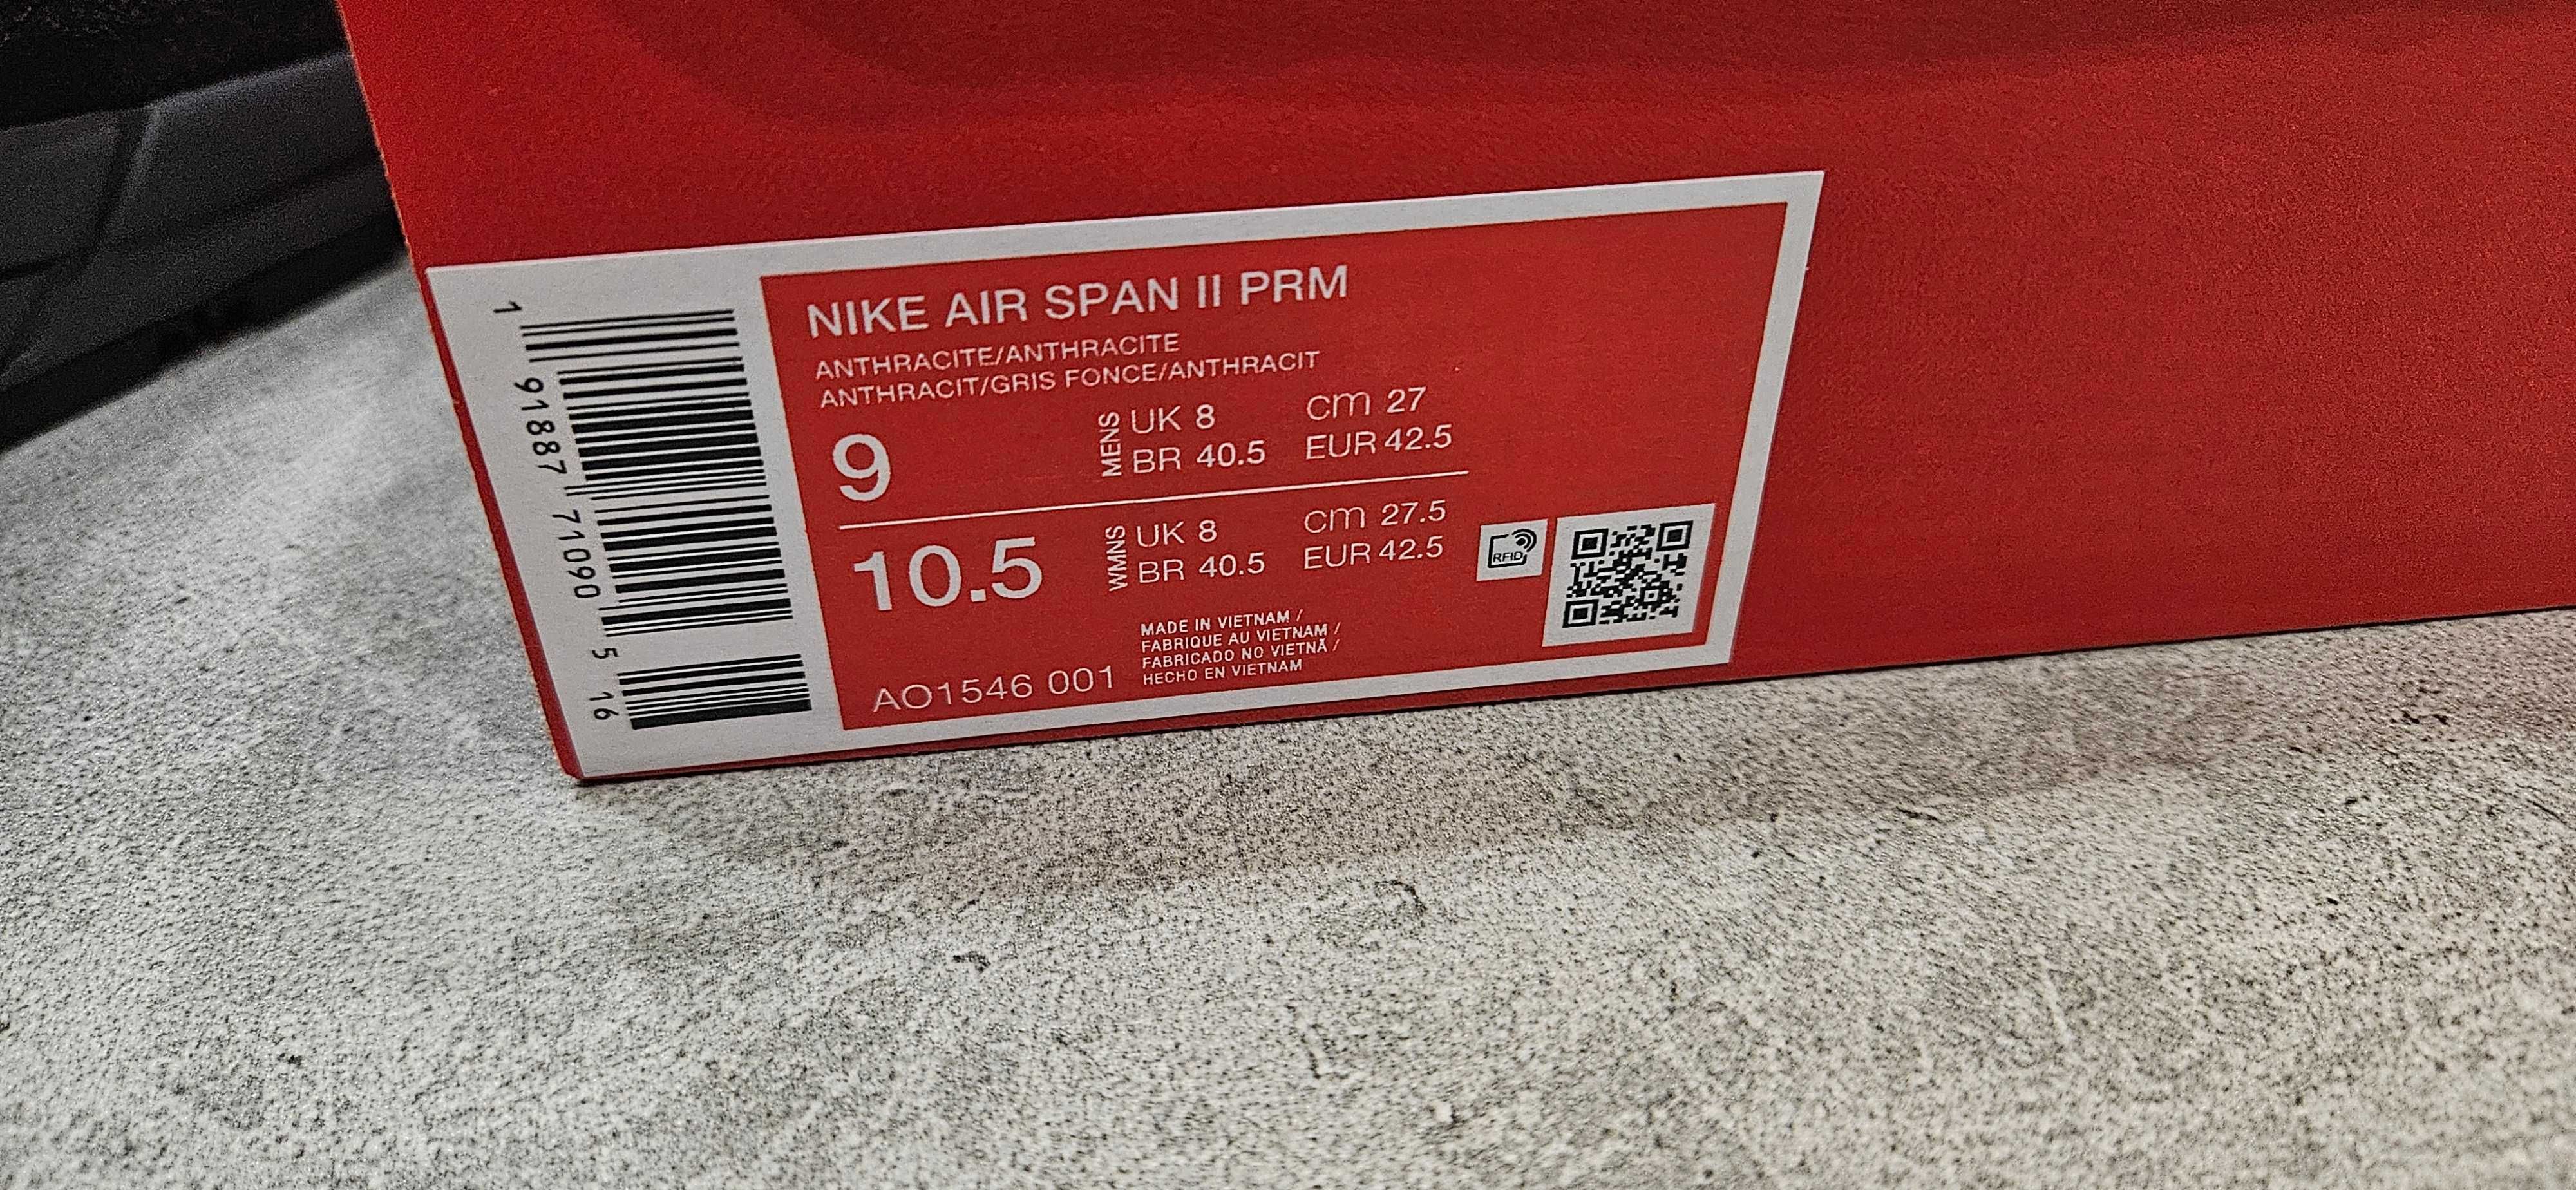 NIKE AIR SPAN II PRM
ANTHRACITE/ANTHRACITE
ANTHRACIT/GRIS FONCE/ANTHRACIT
9
MENS
UK 8 cm 27
BR 40.5 EUR 42.5
10.5
WMNS
UK 8 cm 27.5
BR 40.5 EUR 42.5
RFID
MADE IN VIETNAM /
FABRIQUE AU VIETNAM /
FABRICADO NO VIETNÃ /
HECHO EN VIETNAM
AO1546 001
1 91887 71090 5 16